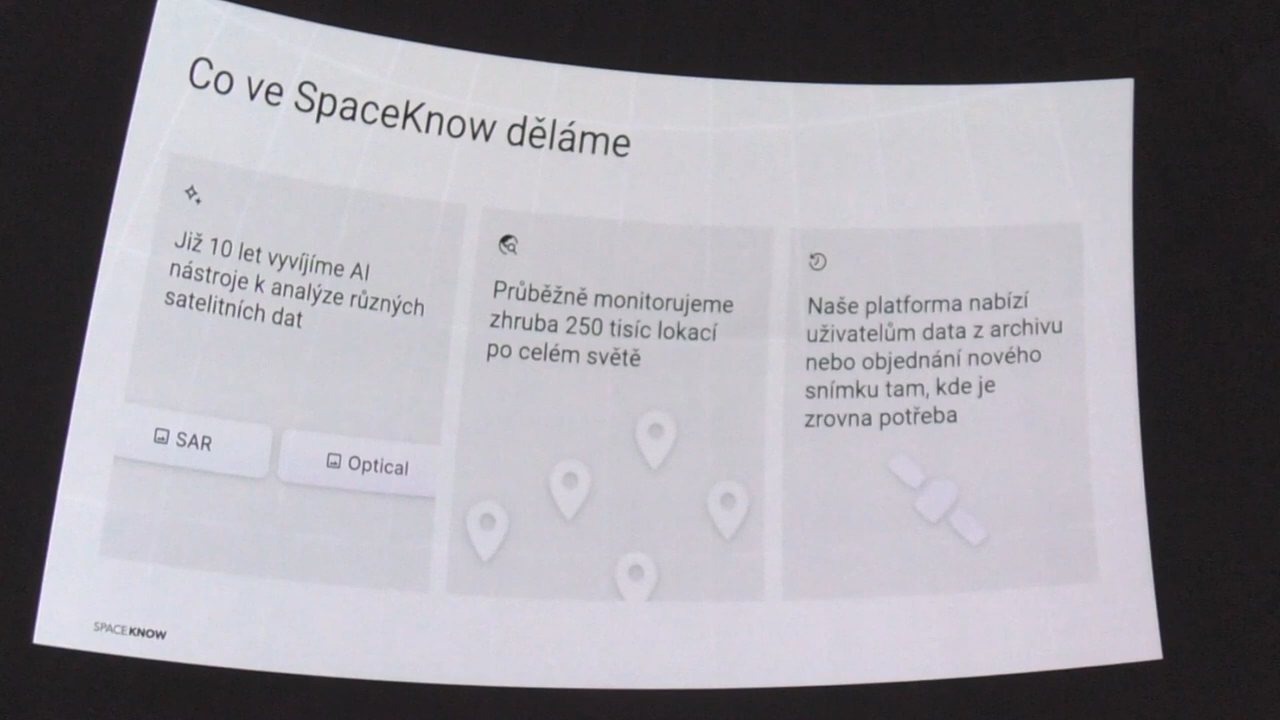 Co ve SpaceKnow děláme
Již 10 let vyvíjíme AI
nástroje k analýze různých
satelitních dat
SAR
Optical
Průběžně monitorujeme
zhruba 250 tisíc lokací
po celém světě
Naše platforma nabízí
uživatelům data z archivu
nebo objednání nového
snímku tam, kde je
zrovna potřeba
SPACEKNOW